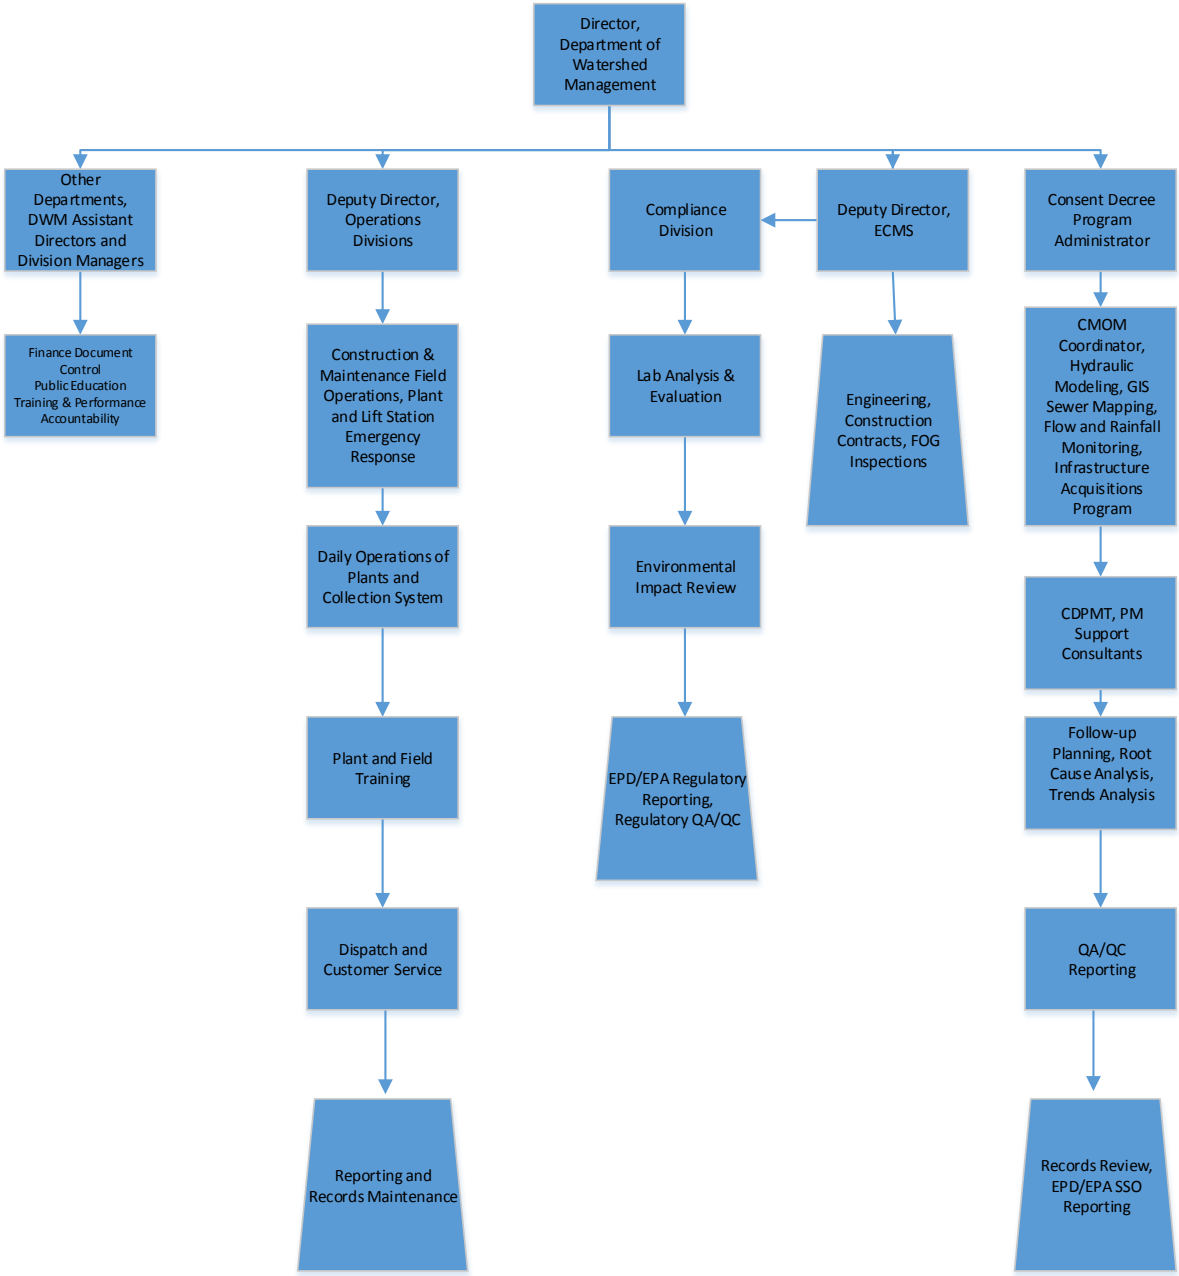 Director,
Department of
Watershed
Management
Other
Departments,
DWM Assistant
Directors and
Division Managers
Deputy Director,
Operations
Divisions
Compliance
Division
Deputy Director,
ECMS
Consent Decree
Program
Administrator
Finance Document
Control
Public Education
Training & Performance
Accountability
Construction &
Maintenance Field
Operations, Plant
and Lift Station
Emergency
Response
Lab Analysis &
Evaluation
Engineering,
Construction
Contracts, FOG
Inspections
CMOM
Coordinator,
Hydraulic
Modeling, GIS
Sewer Mapping,
Flow and Rainfall
Monitoring,
Infrastructure
Acquisitions
Program
Daily Operations of
Plants and
Collection System
Environmental
Impact Review
CDPMT, PM
Support
Consultants
Plant and Field
Training
EPD/EPA Regulatory
Reporting,
Regulatory QA/QC
Follow-up
Planning, Root
Cause Analysis,
Trends Analysis
Dispatch and
Customer Service
QA/QC
Reporting
Reporting and
Records Maintenance
Records Review,
EPD/EPA SSO
Reporting